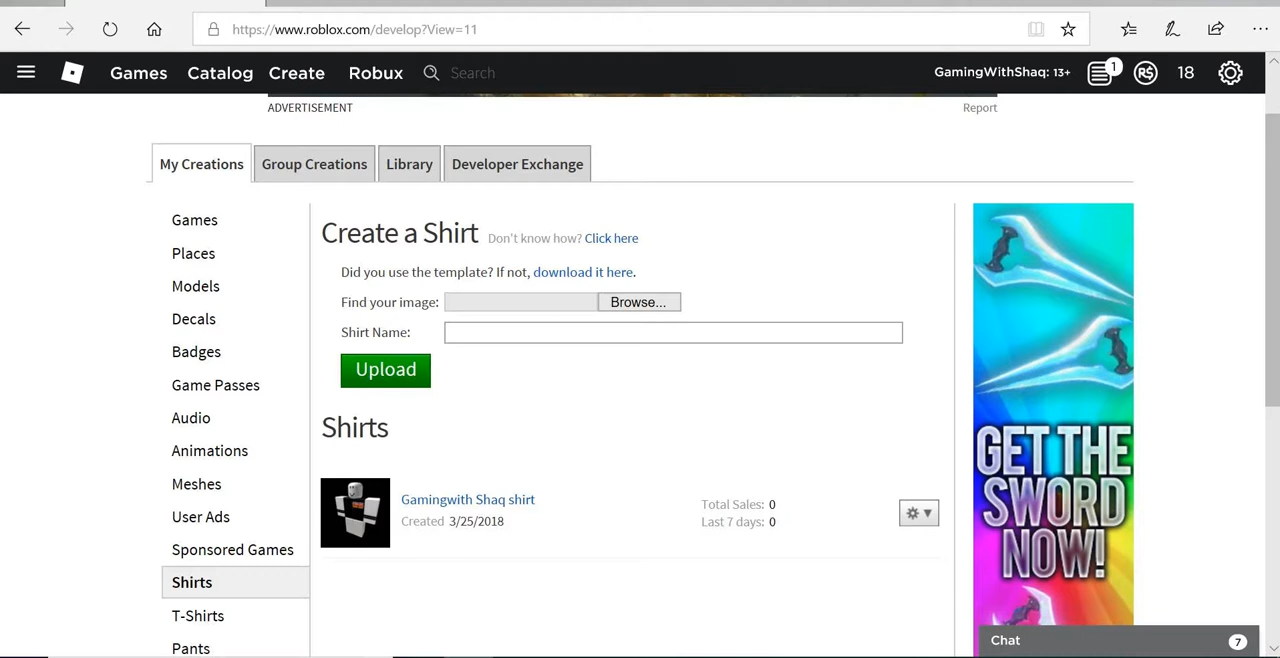 https://www.roblox.com/develop?View=11
Games Catalog Create Robux Search GamingWithShaq: 13+ 1 R$ 18
ADVERTISEMENT Report
My Creations Group Creations Library Developer Exchange
Games
Places
Models
Decals
Badges
Game Passes
Audio
Animations
Meshes
User Ads
Sponsored Games
Shirts
T-Shirts
Pants
Create a Shirt Don't know how? Click here
Did you use the template? If not, download it here.
Find your image: Browse...
Shirt Name:
Upload
Shirts
Gamingwith Shaq shirt
Created 3/25/2018
Total Sales: 0
Last 7 days: 0
GET THE
SWORD
NOW!
Chat 7